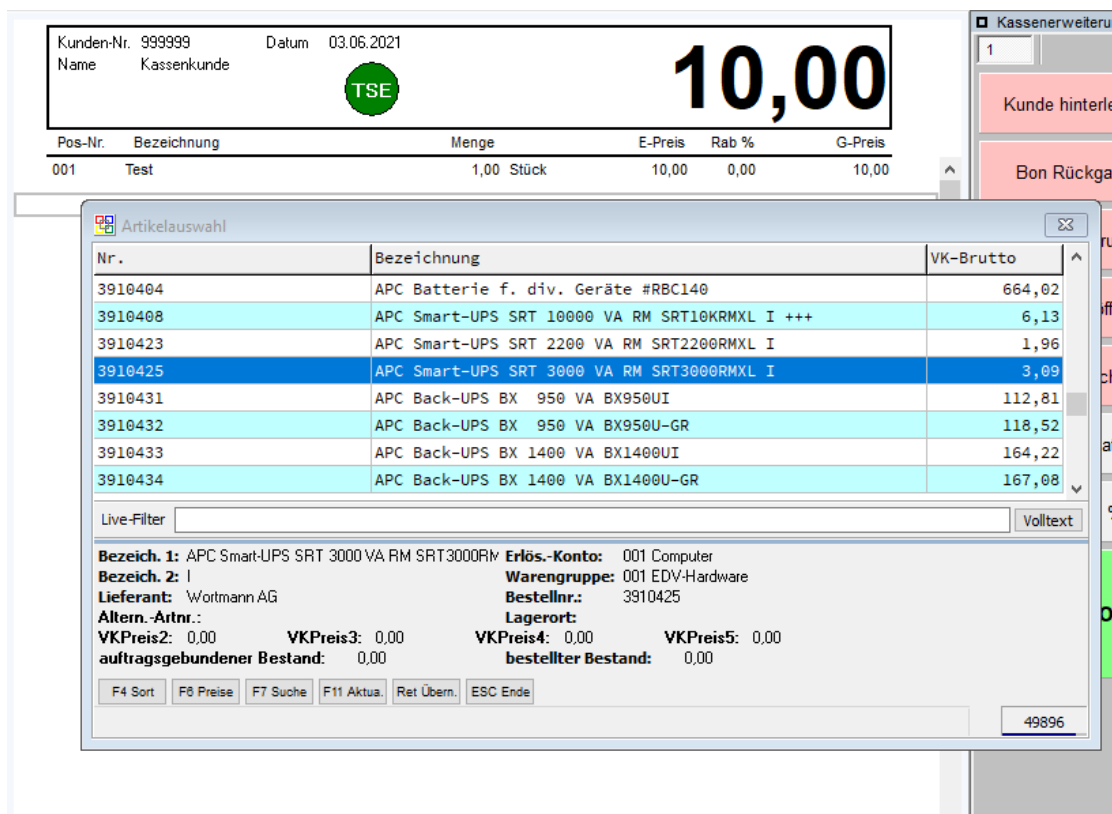 Kunden-Nr. 999999 Datum 03.06.2021
Name Kassenkunde
TSE
10,00
Pos-Nr. Bezeichnung Menge E-Preis Rab % G-Preis
001 Test 1,00 Stück 10,00 0,00 10,00
Kassenerweiteru
1
Kunde hinterle
Bon Rückga
Artikelauswahl
Nr. Bezeichnung VK-Brutto
3910404 APC Batterie f. div. Geräte #RBC140 664,02
3910408 APC Smart-UPS SRT 10000 VA RM SRT10KRMXL I +++ 6,13
3910423 APC Smart-UPS SRT 2200 VA RM SRT2200RMXL I 1,96
3910425 APC Smart-UPS SRT 3000 VA RM SRT3000RMXL I 3,09
3910431 APC Back-UPS BX  950 VA BX950UI 112,81
3910432 APC Back-UPS BX  950 VA BX950U-GR 118,52
3910433 APC Back-UPS BX 1400 VA BX1400UI 164,22
3910434 APC Back-UPS BX 1400 VA BX1400U-GR 167,08
Live-Filter Volltext
Bezeich. 1: APC Smart-UPS SRT 3000 VA RM SRT3000RM Erlös.-Konto: 001 Computer
Bezeich. 2: I Warengruppe: 001 EDV-Hardware
Lieferant: Wortmann AG Bestellnr.: 3910425
Altern.-Artnr.: Lagerort:
VKPreis2: 0,00 VKPreis3: 0,00 VKPreis4: 0,00 VKPreis5: 0,00
auftragsgebundener Bestand: 0,00 bestellter Bestand: 0,00
F4 Sort F6 Preise F7 Suche F11 Aktua. Ret Übern. ESC Ende
49896